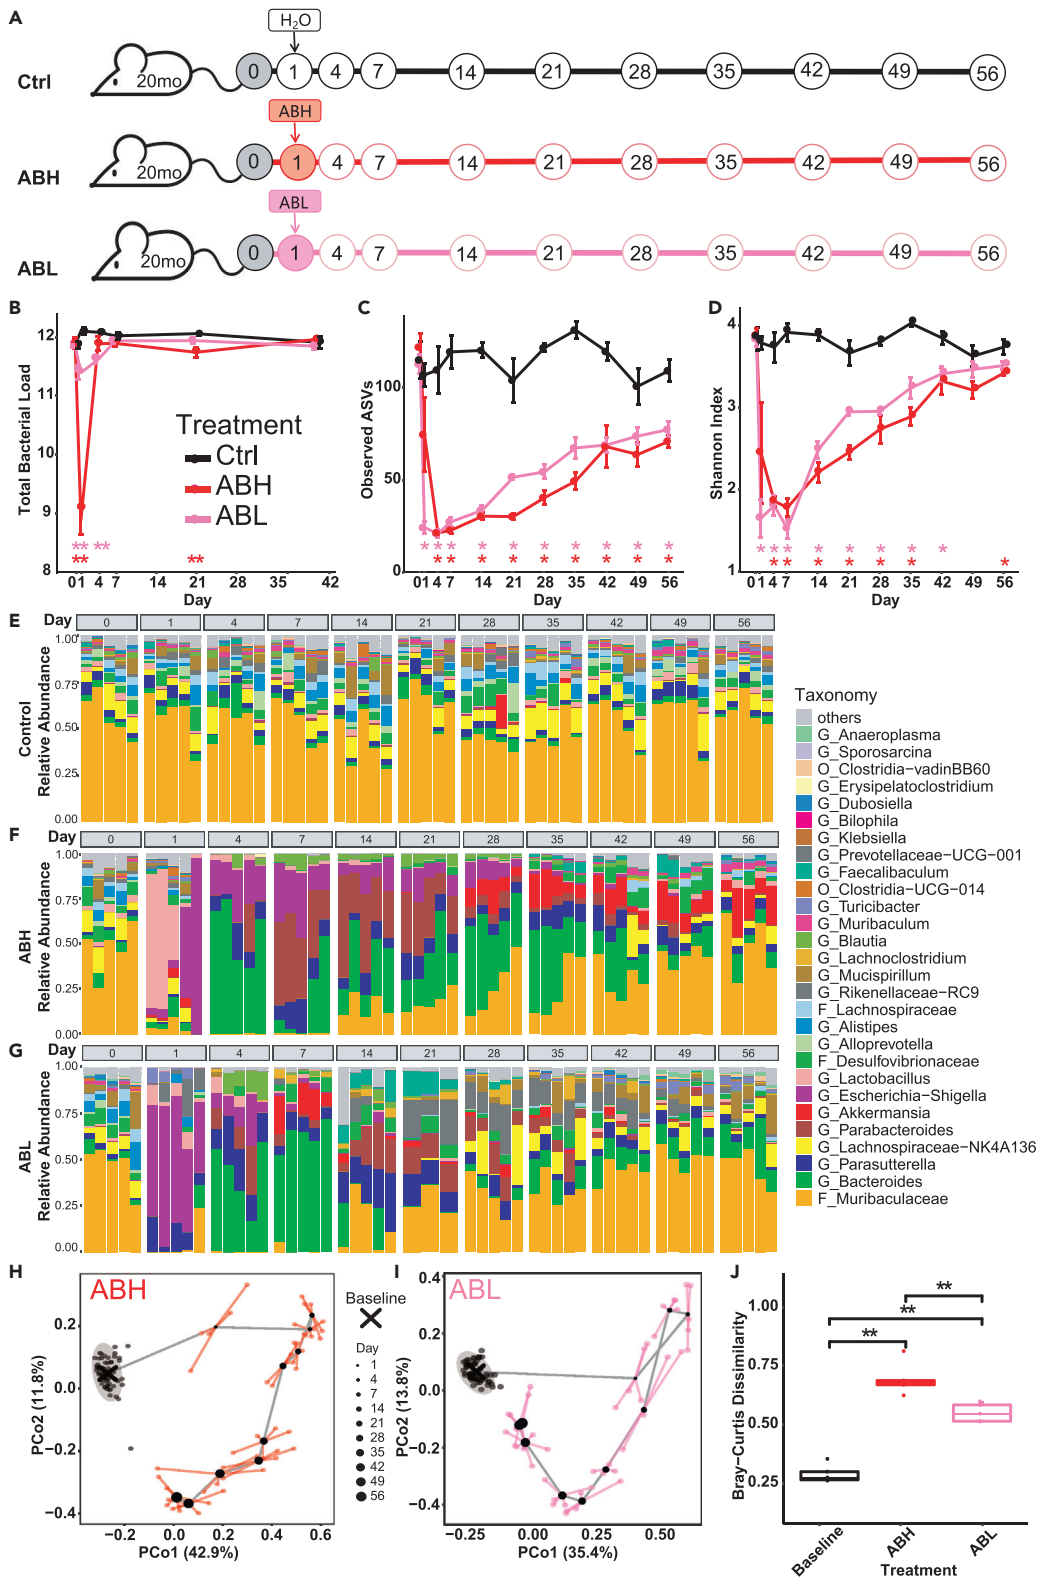 A
H₂O
Ctrl
20mo
0 1 4 7 14 21 28 35 42 49 56
ABH
ABH
20mo
0 1 4 7 14 21 28 35 42 49 56
ABL
ABL
20mo
0 1 4 7 14 21 28 35 42 49 56
B
Total Bacterial Load
12
11
10
9
8
Treatment
Ctrl
ABH
ABL
** **
** **
0 1 4 7 14 21 28 35 42
Day
C
Observed ASVs
100
50
0
* * * * * * * * * *
* * * * * * * * *
0 1 4 7 14 21 28 35 42 49 56
Day
D
Shannon Index
4
3
2
1
* * * * * * * *
* * * * * * *
0 1 4 7 14 21 28 35 42 49 56
Day
E
Day 0 1 4 7 14 21 28 35 42 49 56
Control
Relative Abundance
1.00
0.75
0.50
0.25
0.00
F
Day 0 1 4 7 14 21 28 35 42 49 56
ABH
Relative Abundance
1.00
0.75
0.50
0.25
0.00
G
Day 0 1 4 7 14 21 28 35 42 49 56
ABL
Relative Abundance
1.00
0.75
0.50
0.25
0.00
Taxonomy
others
G_Anaeroplasma
G_Sporosarcina
O_Clostridia−vadinBB60
G_Erysipelatoclostridium
G_Dubosiella
G_Bilophila
G_Klebsiella
G_Prevotellaceae−UCG−001
G_Faecalibaculum
O_Clostridia−UCG−014
G_Turicibacter
G_Muribaculum
G_Blautia
G_Lachnoclostridium
G_Mucispirillum
G_Rikenellaceae−RC9
F_Lachnospiraceae
G_Alistipes
G_Alloprevotella
F_Desulfovibrionaceae
G_Lactobacillus
G_Escherichia−Shigella
G_Akkermansia
G_Parabacteroides
G_Lachnospiraceae−NK4A136
G_Parasutterella
G_Bacteroides
F_Muribaculaceae
H
ABH
PCo2 (11.8%)
0.2
0.0
−0.2
−0.4
−0.2 0.0 0.2 0.4 0.6
PCo1 (42.9%)
Baseline
Day
1
4
7
14
21
28
35
42
49
56
I
ABL
PCo2 (13.8%)
0.4
0.2
0.0
−0.2
−0.4
−0.25 0.00 0.25 0.50
PCo1 (35.4%)
J
Bray−Curtis Dissimilarity
1.00
0.75
0.50
0.25
**
**
**
Baseline ABH ABL
Treatment